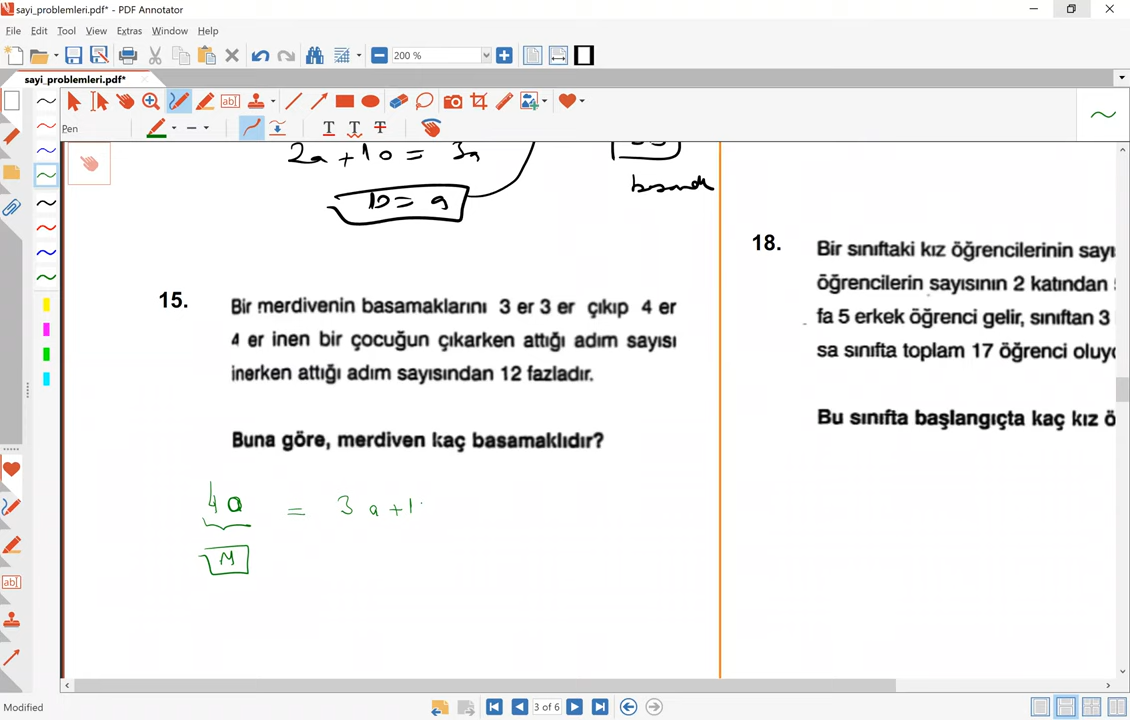 sayi_problemleri.pdf* - PDF Annotator
File Edit Tool View Extras Window Help
200 %
sayi_problemleri.pdf*
Pen
2a + 10 = 3a
10 = a
basamak
15.
Bir merdivenin basamaklarını 3 er 3 er çıkıp 4 er
4 er inen bir çocuğun çıkarken attığı adım sayısı
inerken attığı adım sayısından 12 fazladır.
Buna göre, merdiven kaç basamaklıdır?
4a = 3 a + 1
M
18.
Bir sınıftaki kız öğrencilerinin sayı
öğrencilerin sayısının 2 katından
fa 5 erkek öğrenci gelir, sınıftan 3
sa sınıfta toplam 17 öğrenci oluyo
Bu sınıfta başlangıçta kaç kız ö
Modified
3 of 6